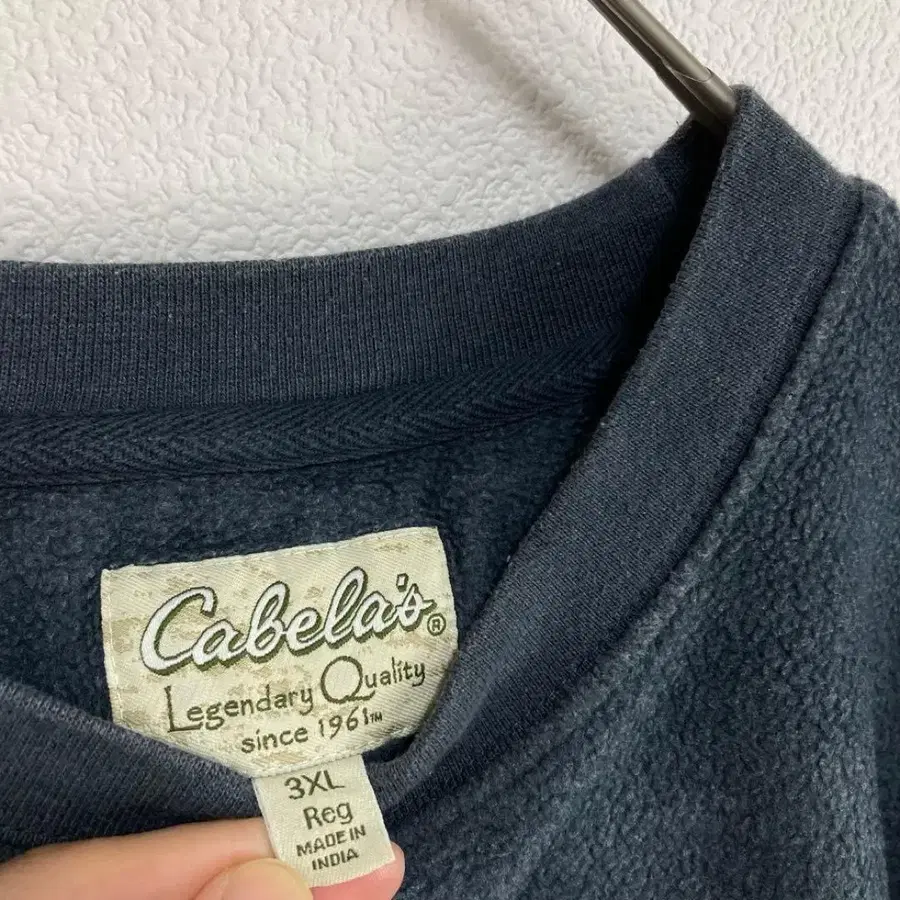 Cabela's®
Legendary Quality
since 1961™
3XL
Reg
MADE IN
INDIA